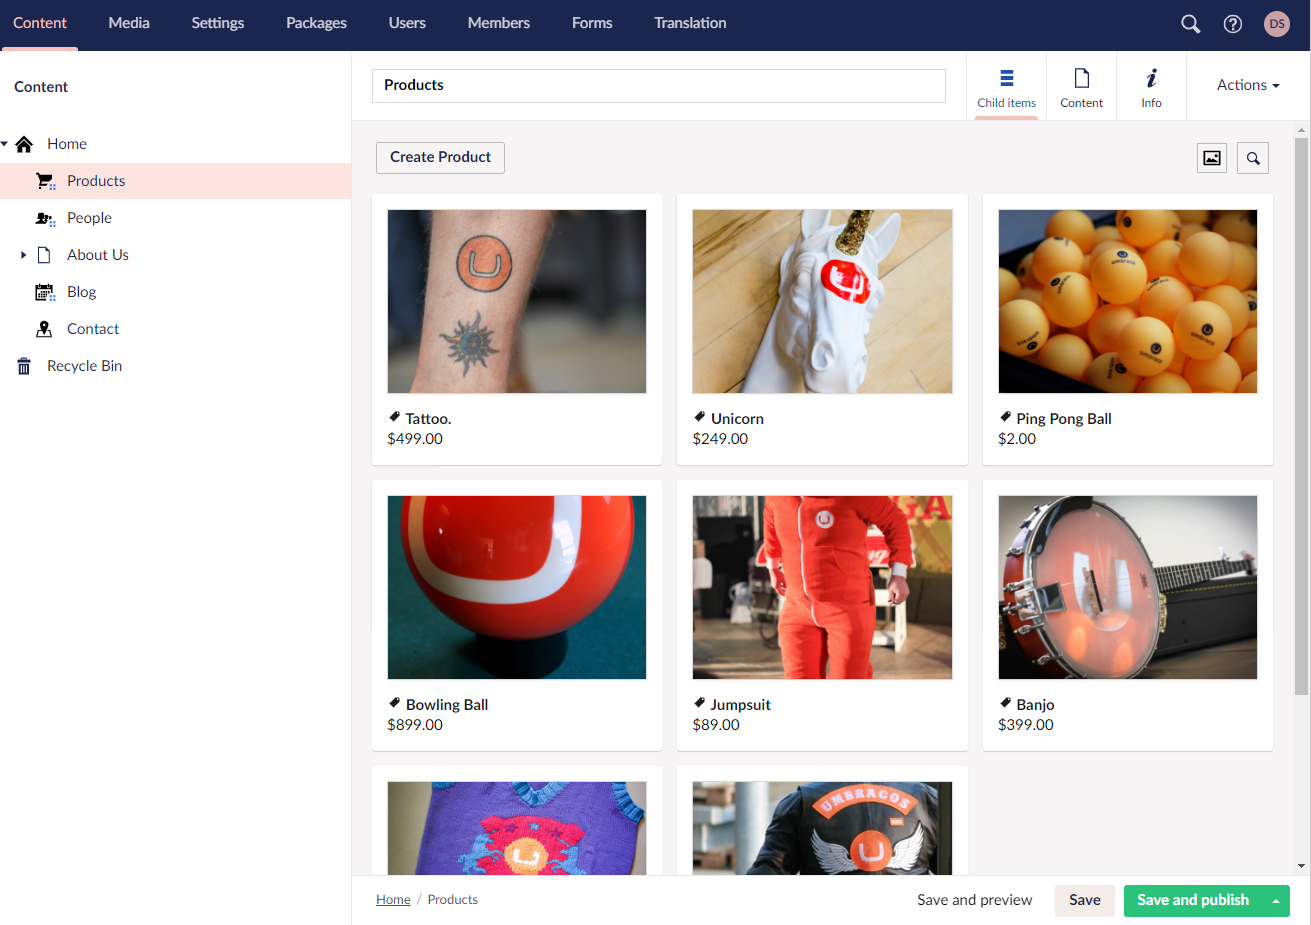 Content Media Settings Packages Users Members Forms Translation DS
Content
Home
Products
People
About Us
Blog
Contact
Recycle Bin
Products
Child items
Content
Info
Actions
Create Product
Tattoo.
$499.00
Unicorn
$249.00
Ping Pong Ball
$2.00
Bowling Ball
$899.00
Jumpsuit
$89.00
Banjo
$399.00
UMBRACOS
Home / Products
Save and preview
Save
Save and publish